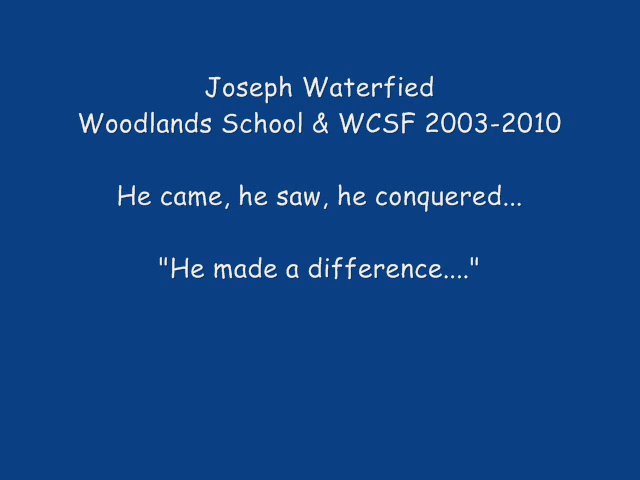 Joseph Waterfied
Woodlands School & WCSF 2003-2010
He came, he saw, he conquered...
"He made a difference...."